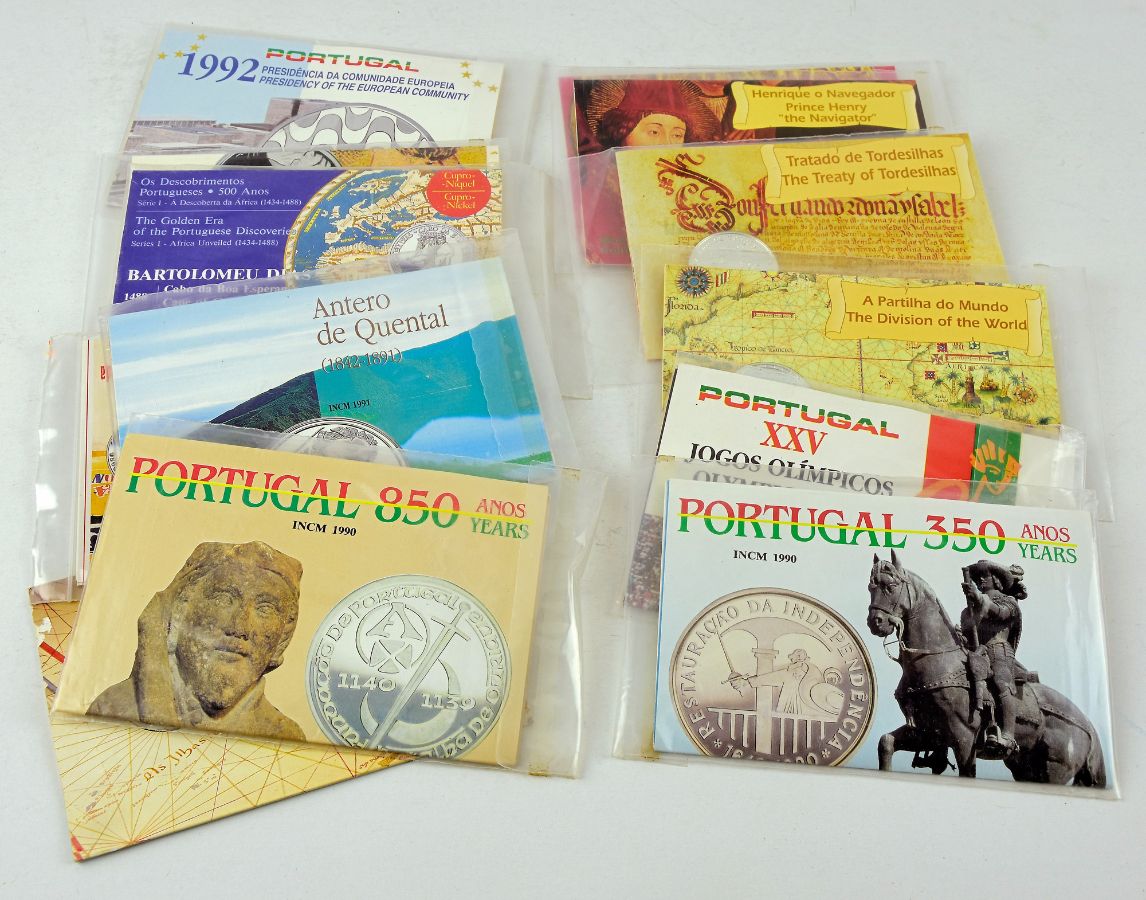 1992 PORTUGAL
PRESIDÊNCIA DA COMUNIDADE EUROPEIA
PRESIDENCY OF THE EUROPEAN COMMUNITY
Os Descobrimentos
Portugueses • 500 Anos
Série I - A Descoberta da África (1434-1488)
The Golden Era
of the Portuguese Discoveries
Series I - Africa Unveiled (1434-1488)
Cupro-
-Níquel
Cupro-
-Nickel
BARTOLOMEU DIAS
1488
Cabo da Boa Esperança
Antero
de Quental
(1842-1891)
INCM 1991
PORTUGAL 850 ANOS
YEARS
INCM 1990
1140
1139
Henrique o Navegador
Prince Henry
"the Navigator"
Tratado de Tordesilhas
The Treaty of Tordesilhas
A Partilha do Mundo
The Division of the World
Florida
PORTUGAL
XXV
JOGOS OLÍMPICOS
PORTUGAL 350 ANOS
YEARS
INCM 1990
RESTAURAÇÃO DA INDEPENDÊNCIA